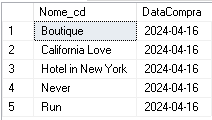 Nome_cd DataCompra
1 Boutique 2024-04-16
2 California Love 2024-04-16
3 Hotel in New York 2024-04-16
4 Never 2024-04-16
5 Run 2024-04-16